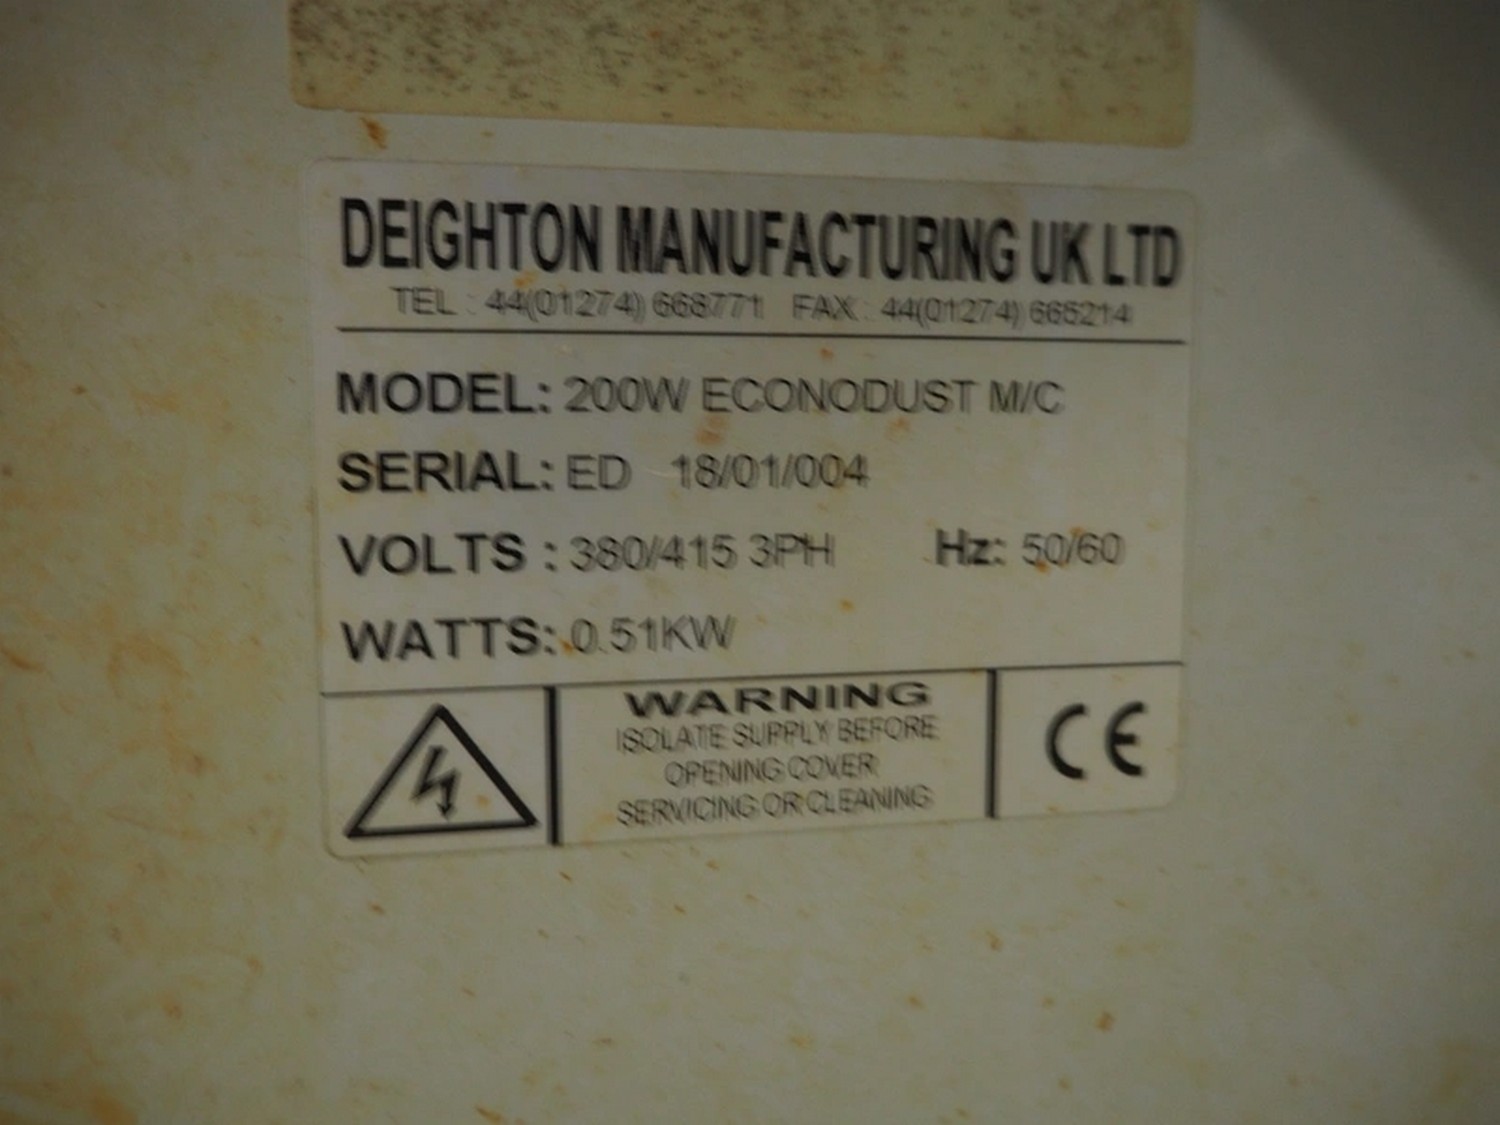 DEIGHTON MANUFACTURING UK LTD
TEL : 44(01274) 668771 FAX : 44(01274) 665214
MODEL: 200W ECONODUST M/C
SERIAL: ED 18/01/004
VOLTS : 380/415 3PH Hz: 50/60
WATTS: 0.51KW
WARNING
ISOLATE SUPPLY BEFORE
OPENING COVER
SERVICING OR CLEANING
CE